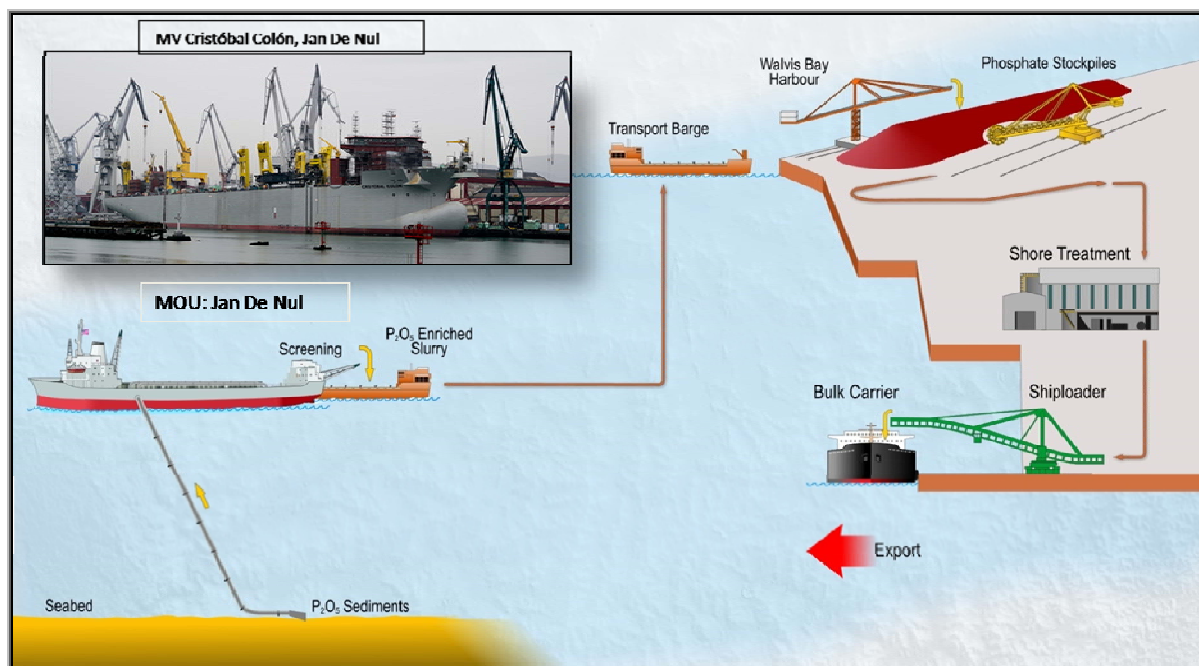 MV Cristóbal Colón, Jan De Nul
Walvis Bay
Harbour
Phosphate Stockpiles
Transport Barge
Shore Treatment
MOU: Jan De Nul
Screening
P₂O₅ Enriched
Slurry
Bulk Carrier
Shiploader
Export
Seabed
P₂O₅ Sediments